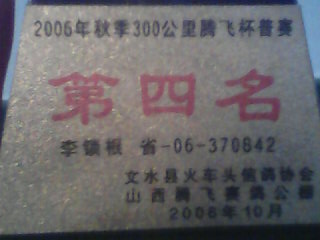 2006年秋季300公里腾飞杯普赛
第四名
李锁根 省-06-370842
文水县火车头信鸽协会
山西腾飞赛鸽公棚
2006年10月